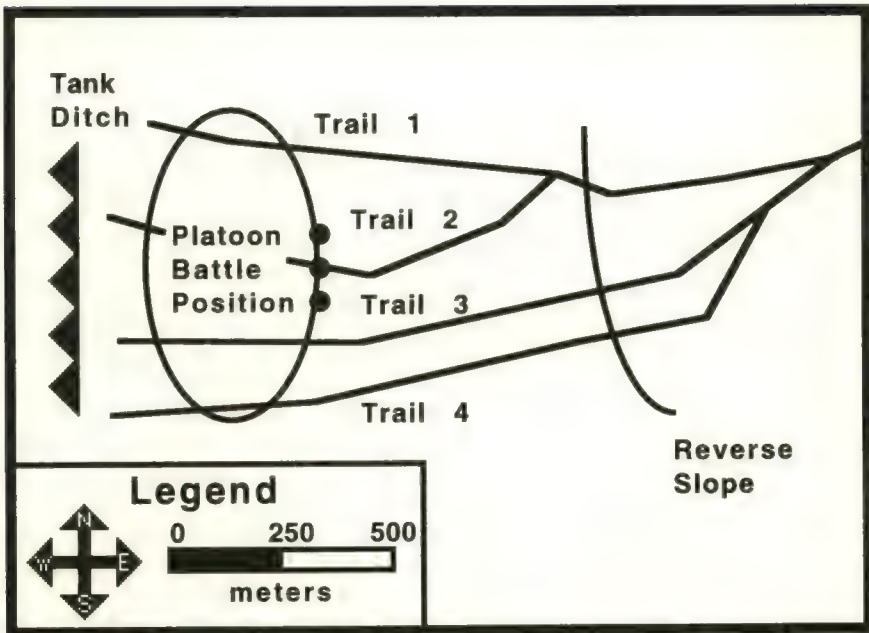 Tank
Ditch
Trail 1
Trail 2
Platoon
Battle
Position
Trail 3
Trail 4
Reverse
Slope
Legend
N
W E
S
0 250 500
meters